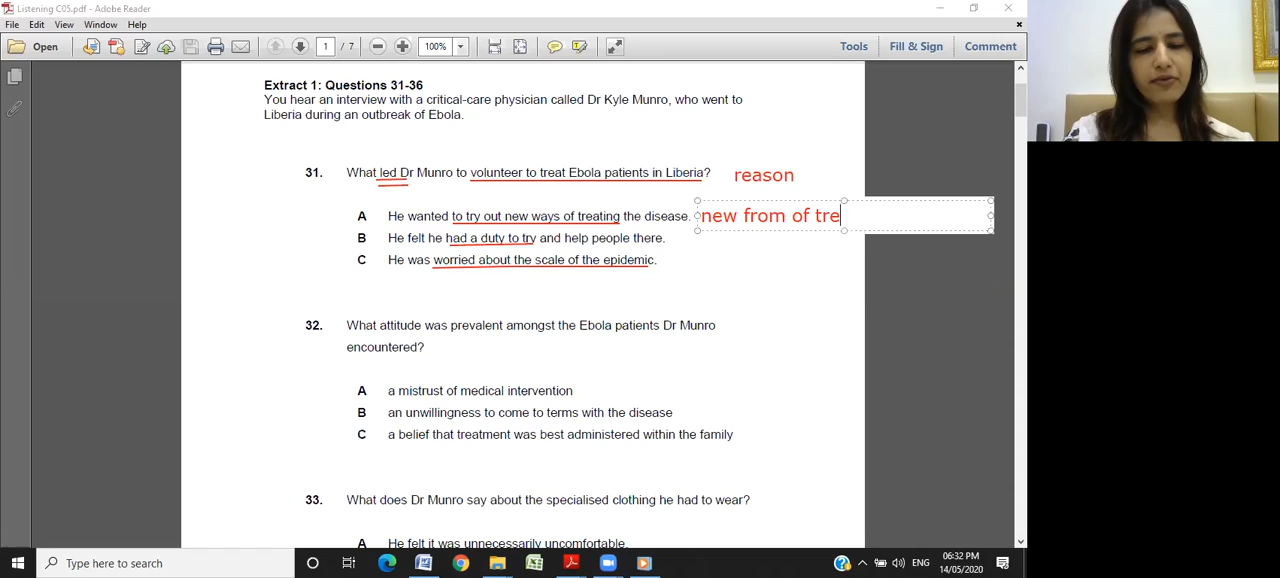 Listening C05.pdf - Adobe Reader
File Edit View Window Help
Open 1 / 7 100% Tools Fill & Sign Comment
Extract 1: Questions 31-36
You hear an interview with a critical-care physician called Dr Kyle Munro, who went to
Liberia during an outbreak of Ebola.
31. What led Dr Munro to volunteer to treat Ebola patients in Liberia? reason
A He wanted to try out new ways of treating the disease. new from of tre
B He felt he had a duty to try and help people there.
C He was worried about the scale of the epidemic.
32. What attitude was prevalent amongst the Ebola patients Dr Munro
encountered?
A a mistrust of medical intervention
B an unwillingness to come to terms with the disease
C a belief that treatment was best administered within the family
33. What does Dr Munro say about the specialised clothing he had to wear?
A He felt it was unnecessarily uncomfortable.
Type here to search ENG 06:32 PM
14/05/2020